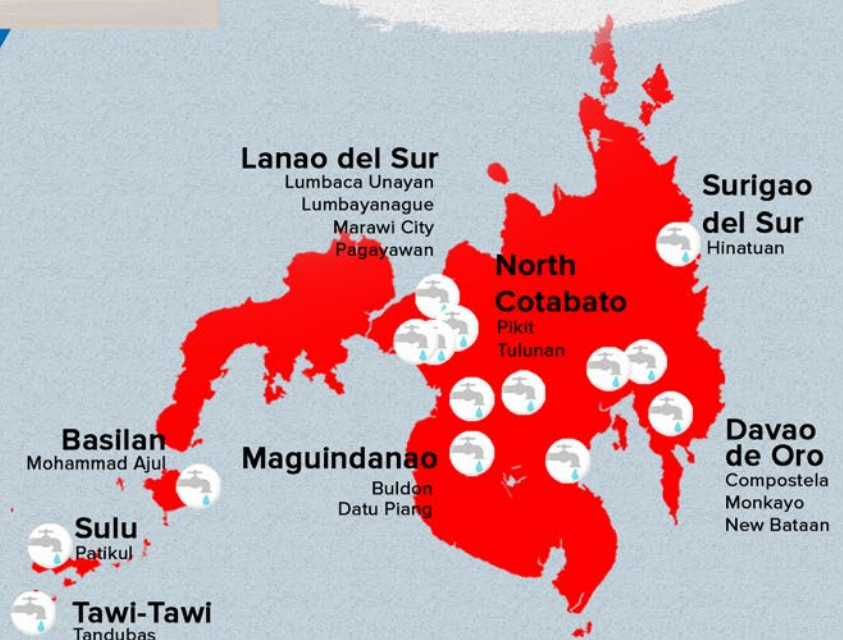 Lanao del Sur
Lumbaca Unayan
Lumbayanague
Marawi City
Pagayawan
Surigao
del Sur
Hinatuan
North
Cotabato
Pikit
Tulunan
Basilan
Mohammad Ajul
Maguindanao
Buldon
Datu Piang
Davao
de Oro
Compostela
Monkayo
New Bataan
Sulu
Patikul
Tawi-Tawi
Tandubas